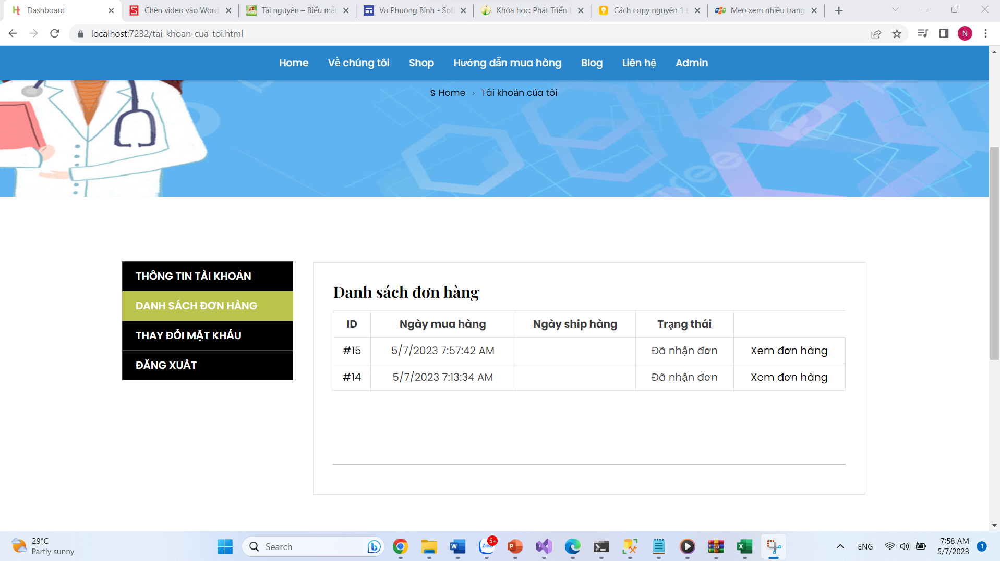 Dashboard
Chèn video vào Word
Tài nguyên – Biểu mẫu
Vo Phuong Binh - Soft
Khóa học: Phát Triển
Cách copy nguyên 1 t
Mẹo xem nhiều trang
localhost:7232/tai-khoan-cua-toi.html
N
Home
Về chúng tôi
Shop
Hướng dẫn mua hàng
Blog
Liên hệ
Admin
s Home › Tài khoản của tôi
THÔNG TIN TÀI KHOẢN
DANH SÁCH ĐƠN HÀNG
THAY ĐỔI MẬT KHẨU
ĐĂNG XUẤT
Danh sách đơn hàng
ID Ngày mua hàng Ngày ship hàng Trạng thái
#15 5/7/2023 7:57:42 AM Đã nhận đơn Xem đơn hàng
#14 5/7/2023 7:13:34 AM Đã nhận đơn Xem đơn hàng
29°C
Partly sunny
Search
Zalo
5+
ENG
7:58 AM
5/7/2023
1